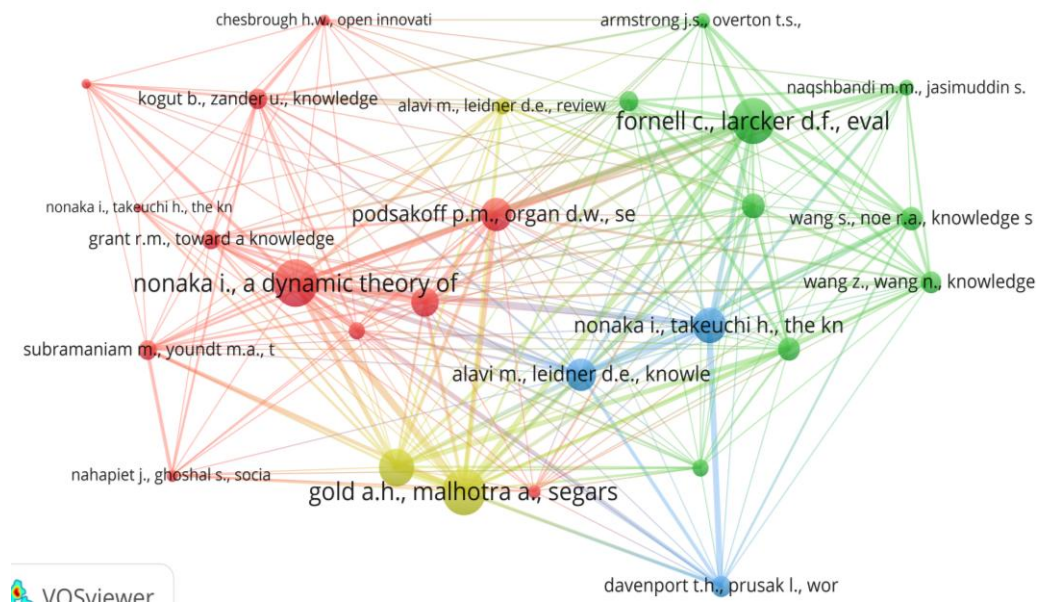 chesbrough h.w., open innovati
armstrong j.s., overton t.s.,
kogut b., zander u., knowledge
alavi m., leidner d.e., review
naqshbandi m.m., jasimuddin s.
fornell c., larcker d.f., eval
nonaka i., takeuchi h., the kn
podsakoff p.m., organ d.w., se
wang s., noe r.a., knowledge s
grant r.m., toward a knowledge
nonaka i., a dynamic theory of
wang z., wang n., knowledge
nonaka i., takeuchi h., the kn
subramaniam m., youndt m.a., t
alavi m., leidner d.e., knowle
nahapiet j., ghoshal s., socia
gold a.h., malhotra a., segars
davenport t.h., prusak l., wor
VOSviewer